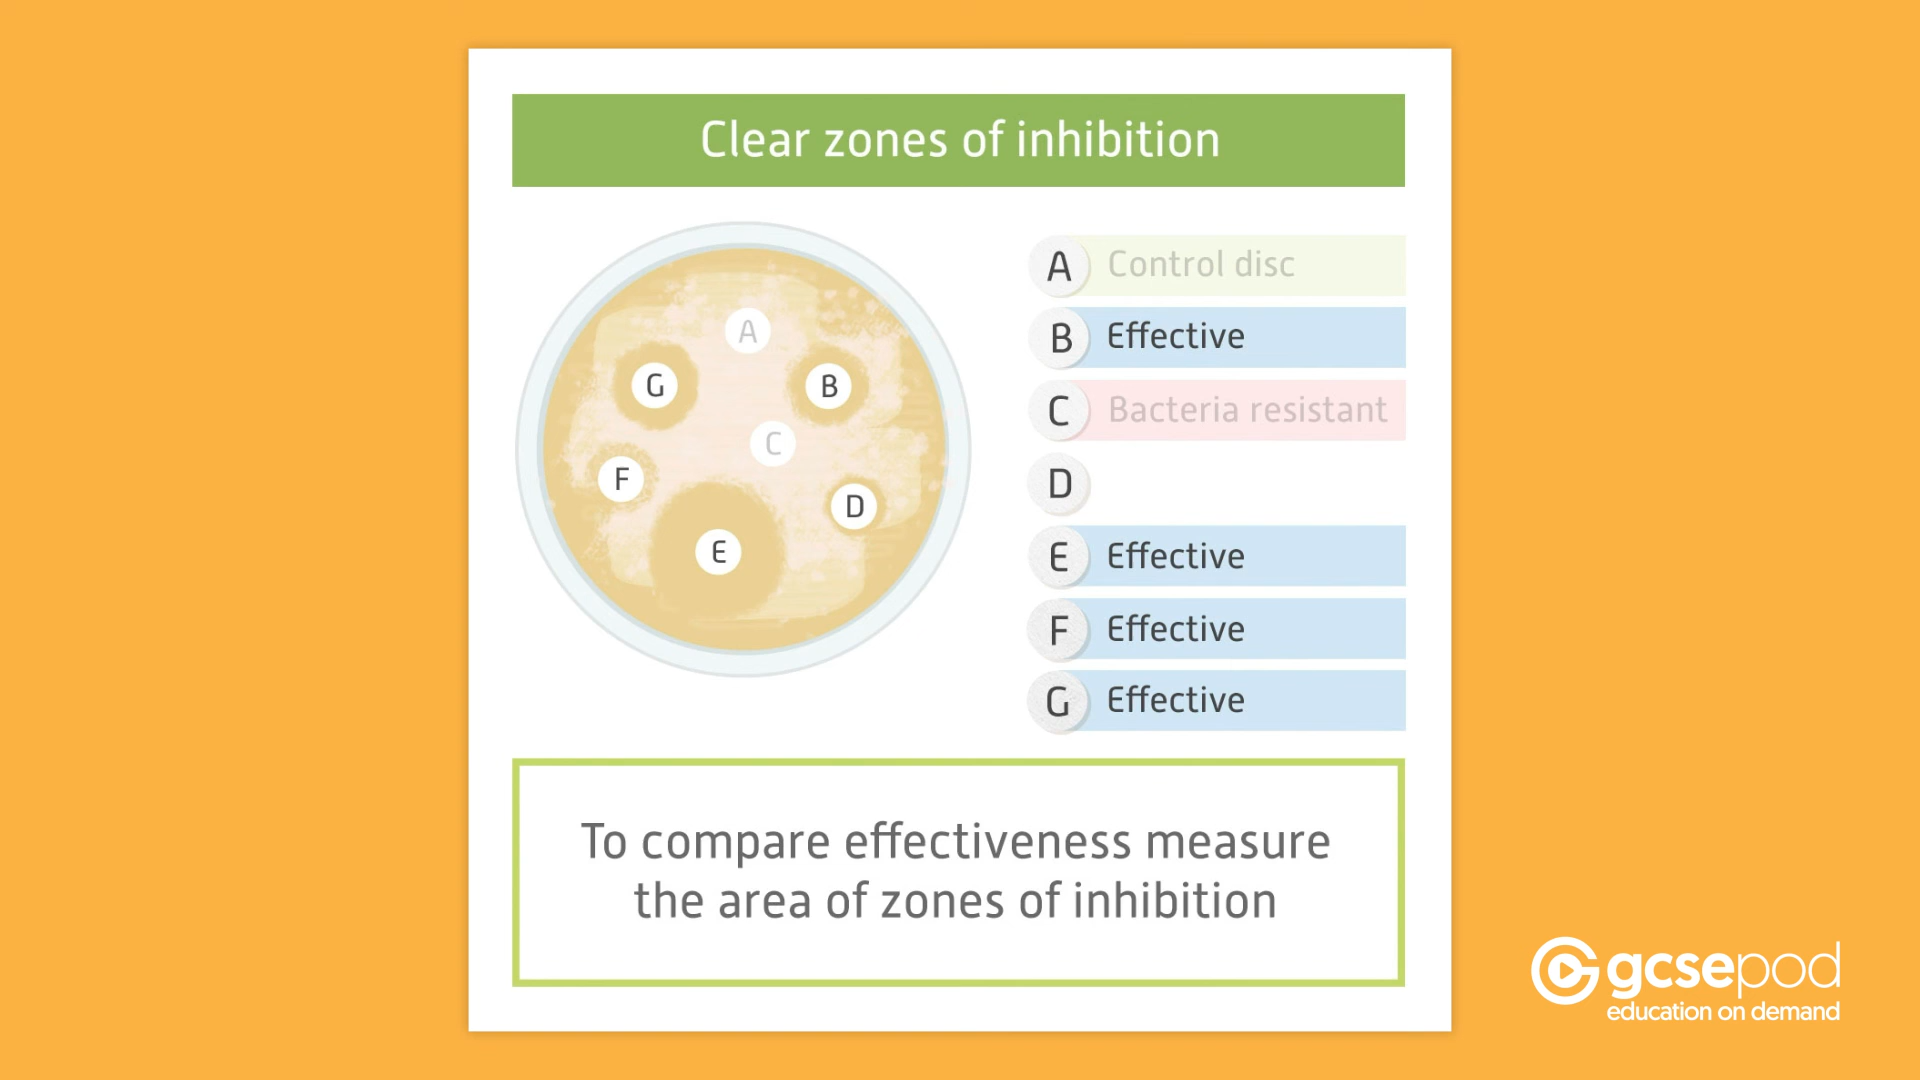 Clear zones of inhibition
A
G
B
C
F
D
E
A Control disc
B Effective
C Bacteria resistant
D
E Effective
F Effective
G Effective
To compare effectiveness measure
the area of zones of inhibition
gcsepod
education on demand